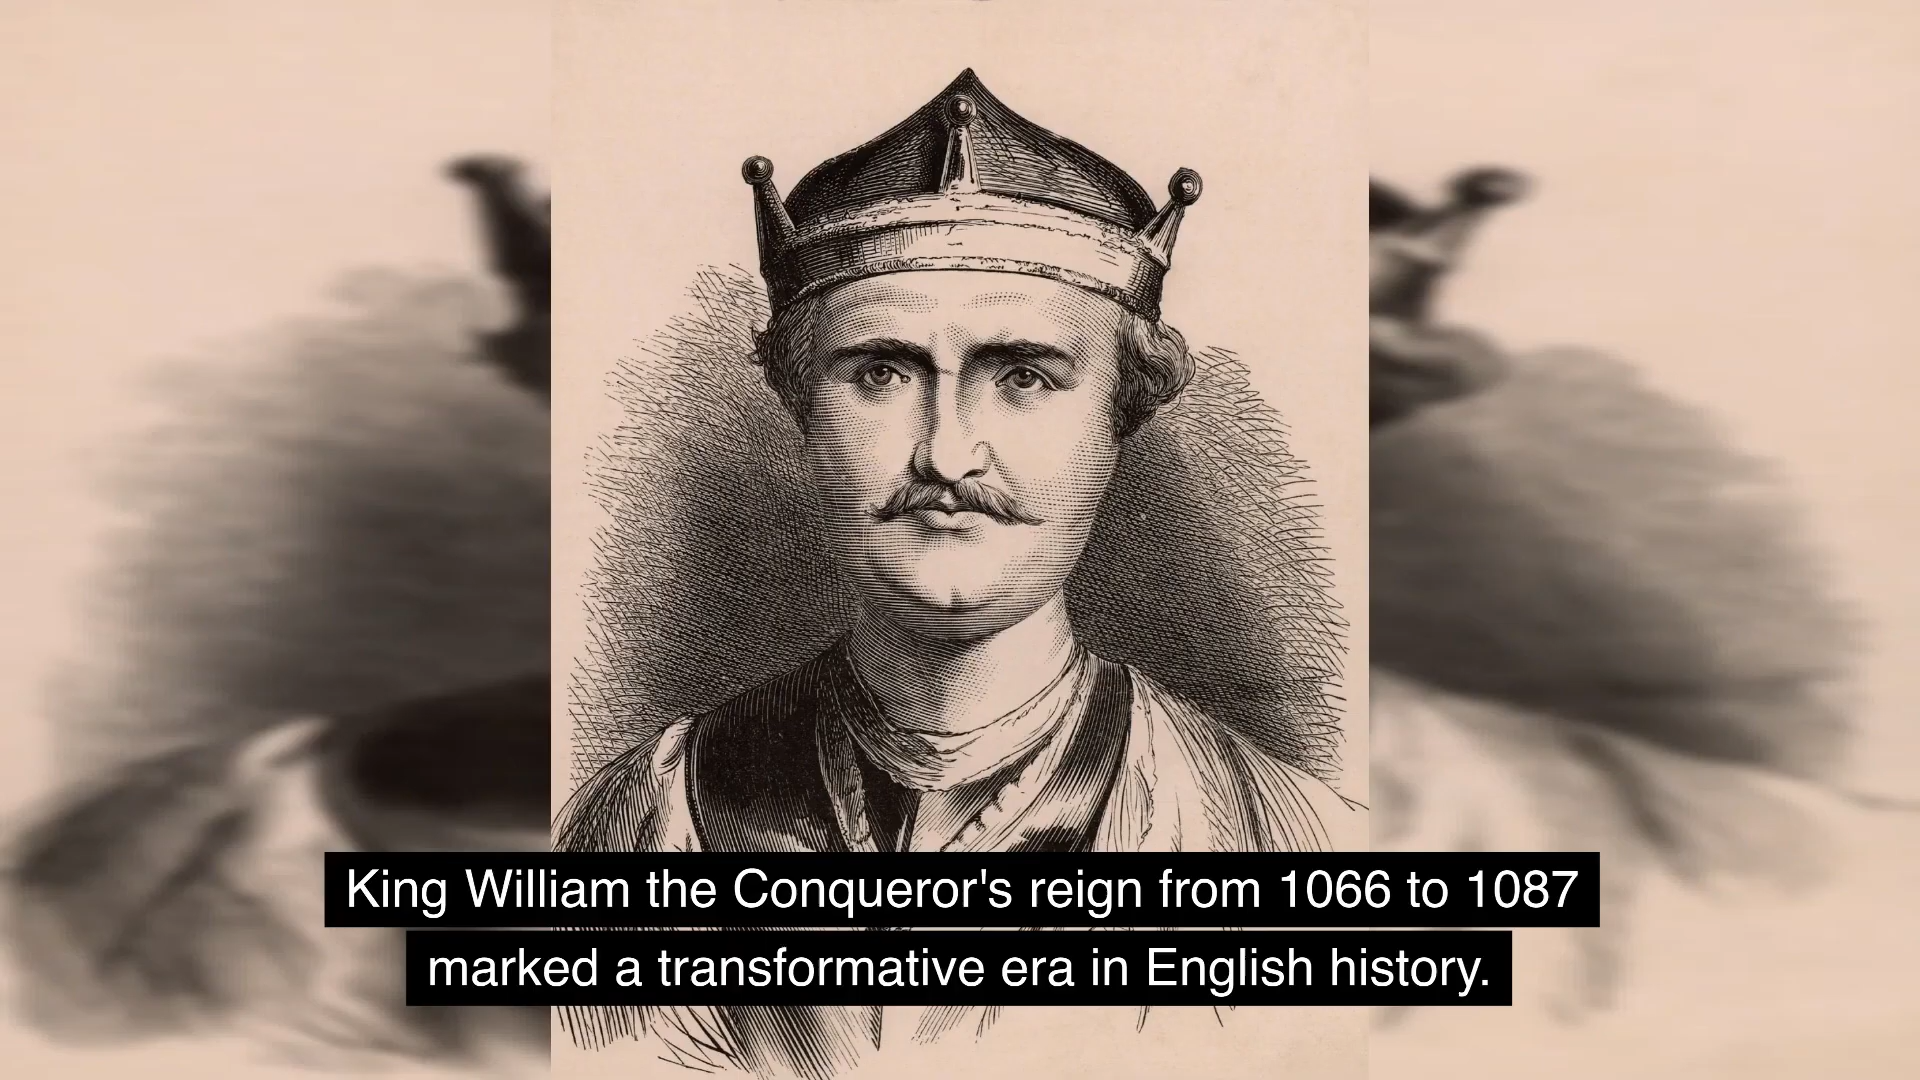 King William the Conqueror's reign from 1066 to 1087
marked a transformative era in English history.